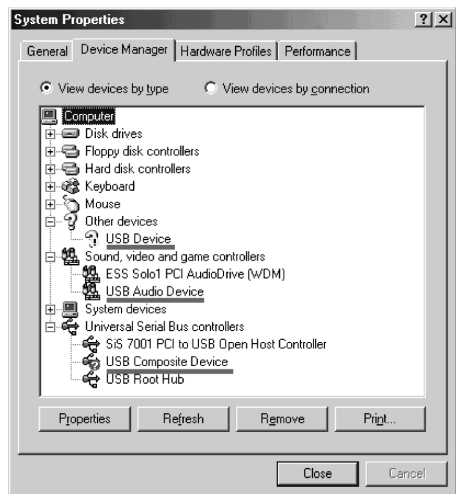 System Properties
General Device Manager Hardware Profiles Performance
View devices by type View devices by connection
Computer
Disk drives
Floppy disk controllers
Hard disk controllers
Keyboard
Mouse
Other devices
USB Device
Sound, video and game controllers
ESS Solo1 PCI AudioDrive (WDM)
USB Audio Device
System devices
Universal Serial Bus controllers
SiS 7001 PCI to USB Open Host Controller
USB Composite Device
USB Root Hub
Properties Refresh Remove Print...
Close Cancel